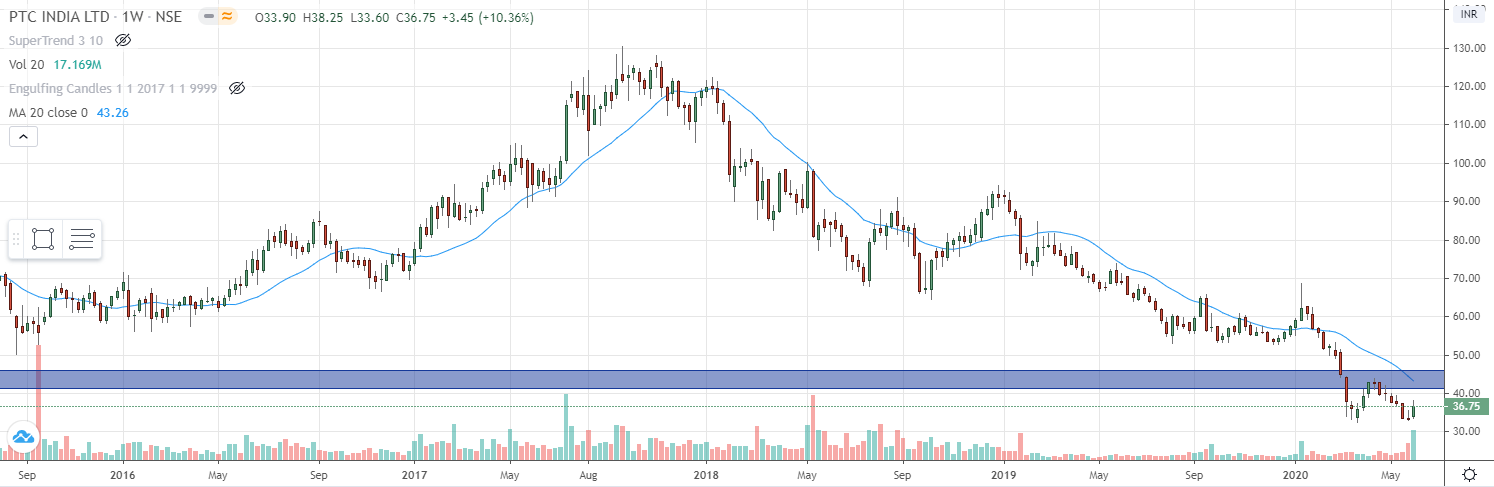 PTC INDIA LTD · 1W · NSE O33.90 H38.25 L33.60 C36.75 +3.45 (+10.36%)
SuperTrend 3 10
Vol 20 17.169M
Engulfing Candles 1 1 2017 1 1 9999
MA 20 close 0 43.26
INR
130.00
120.00
110.00
100.00
90.00
80.00
70.00
60.00
50.00
40.00
36.75
30.00
Sep 2016 May Sep 2017 May Aug 2018 May Sep 2019 May Sep 2020 May